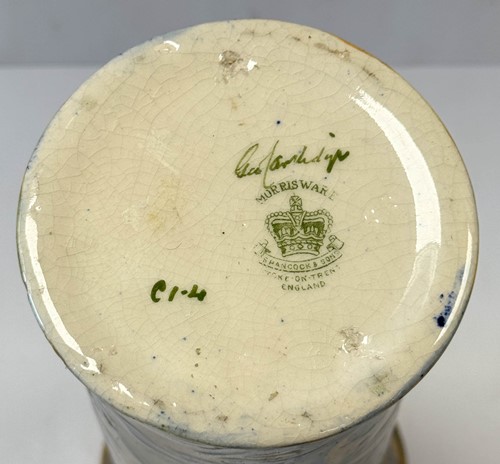 Geo Cartlidge
MORRISWARE
S. HANCOCK & SONS
STOKE-ON-TRENT
ENGLAND
C1-4